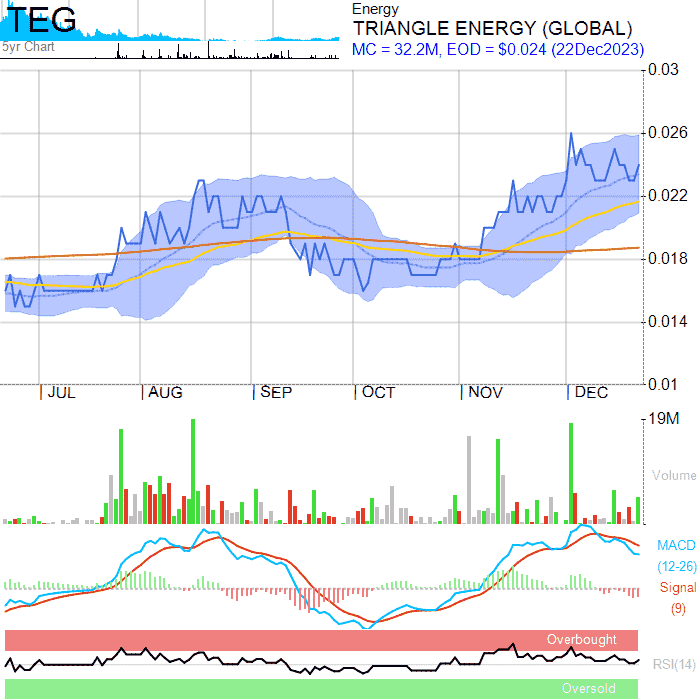 TEG
5yr Chart
Energy
TRIANGLE ENERGY (GLOBAL)
MC = 32.2M, EOD = $0.024 (22Dec2023)
0.03
0.026
0.022
0.018
0.014
0.01
JUL AUG SEP OCT NOV DEC
19M
Volume
MACD
(12-26)
Signal
(9)
Overbought
RSI(14)
Oversold